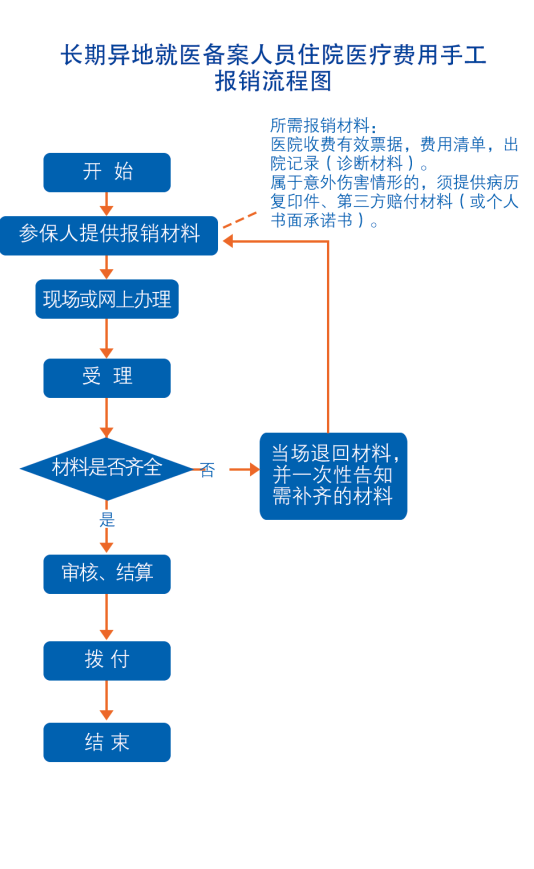 长期异地就医备案人员住院医疗费用手工
报销流程图
所需报销材料：
医院收费有效票据，费用清单，出
院记录（诊断材料）。
属于意外伤害情形的，须提供病历
复印件、第三方赔付材料（或个人
书面承诺书）。
开 始
参保人提供报销材料
现场或网上办理
受 理
材料是否齐全
否
当场退回材料，
并一次性告知
需补齐的材料
是
审核、结算
拨 付
结 束